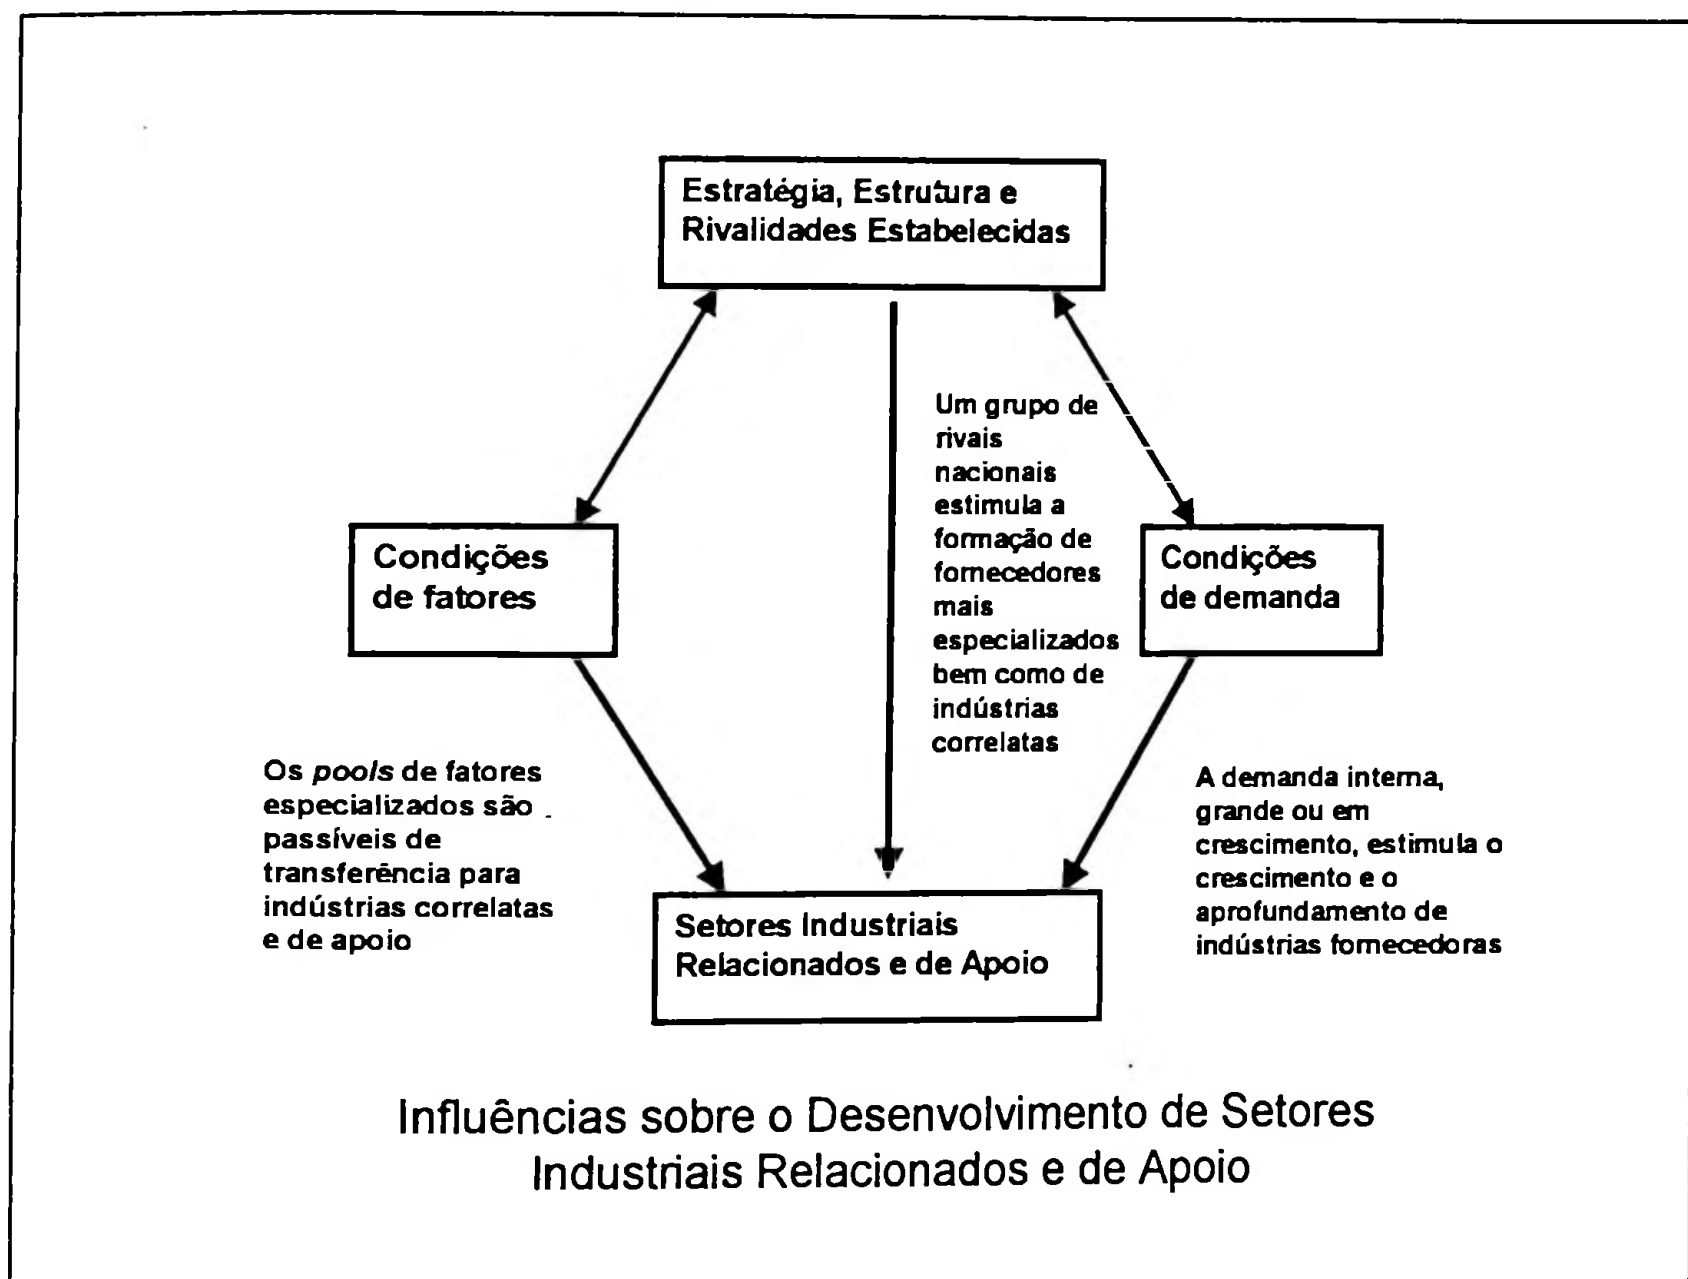 Estratégia, Estrutura e
Rivalidades Estabelecidas
Um grupo de
rivais
nacionais
estimula a
formação de
fornecedores
mais
especializados
bem como de
indústrias
correlatas
Condições
de fatores
Condições
de demanda
Os pools de fatores
especializados são
passíveis de
transferência para
indústrias correlatas
e de apoio
A demanda interna,
grande ou em
crescimento, estimula o
crescimento e o
aprofundamento de
indústrias fornecedoras
Setores Industriais
Relacionados e de Apoio
Influências sobre o Desenvolvimento de Setores
Industriais Relacionados e de Apoio